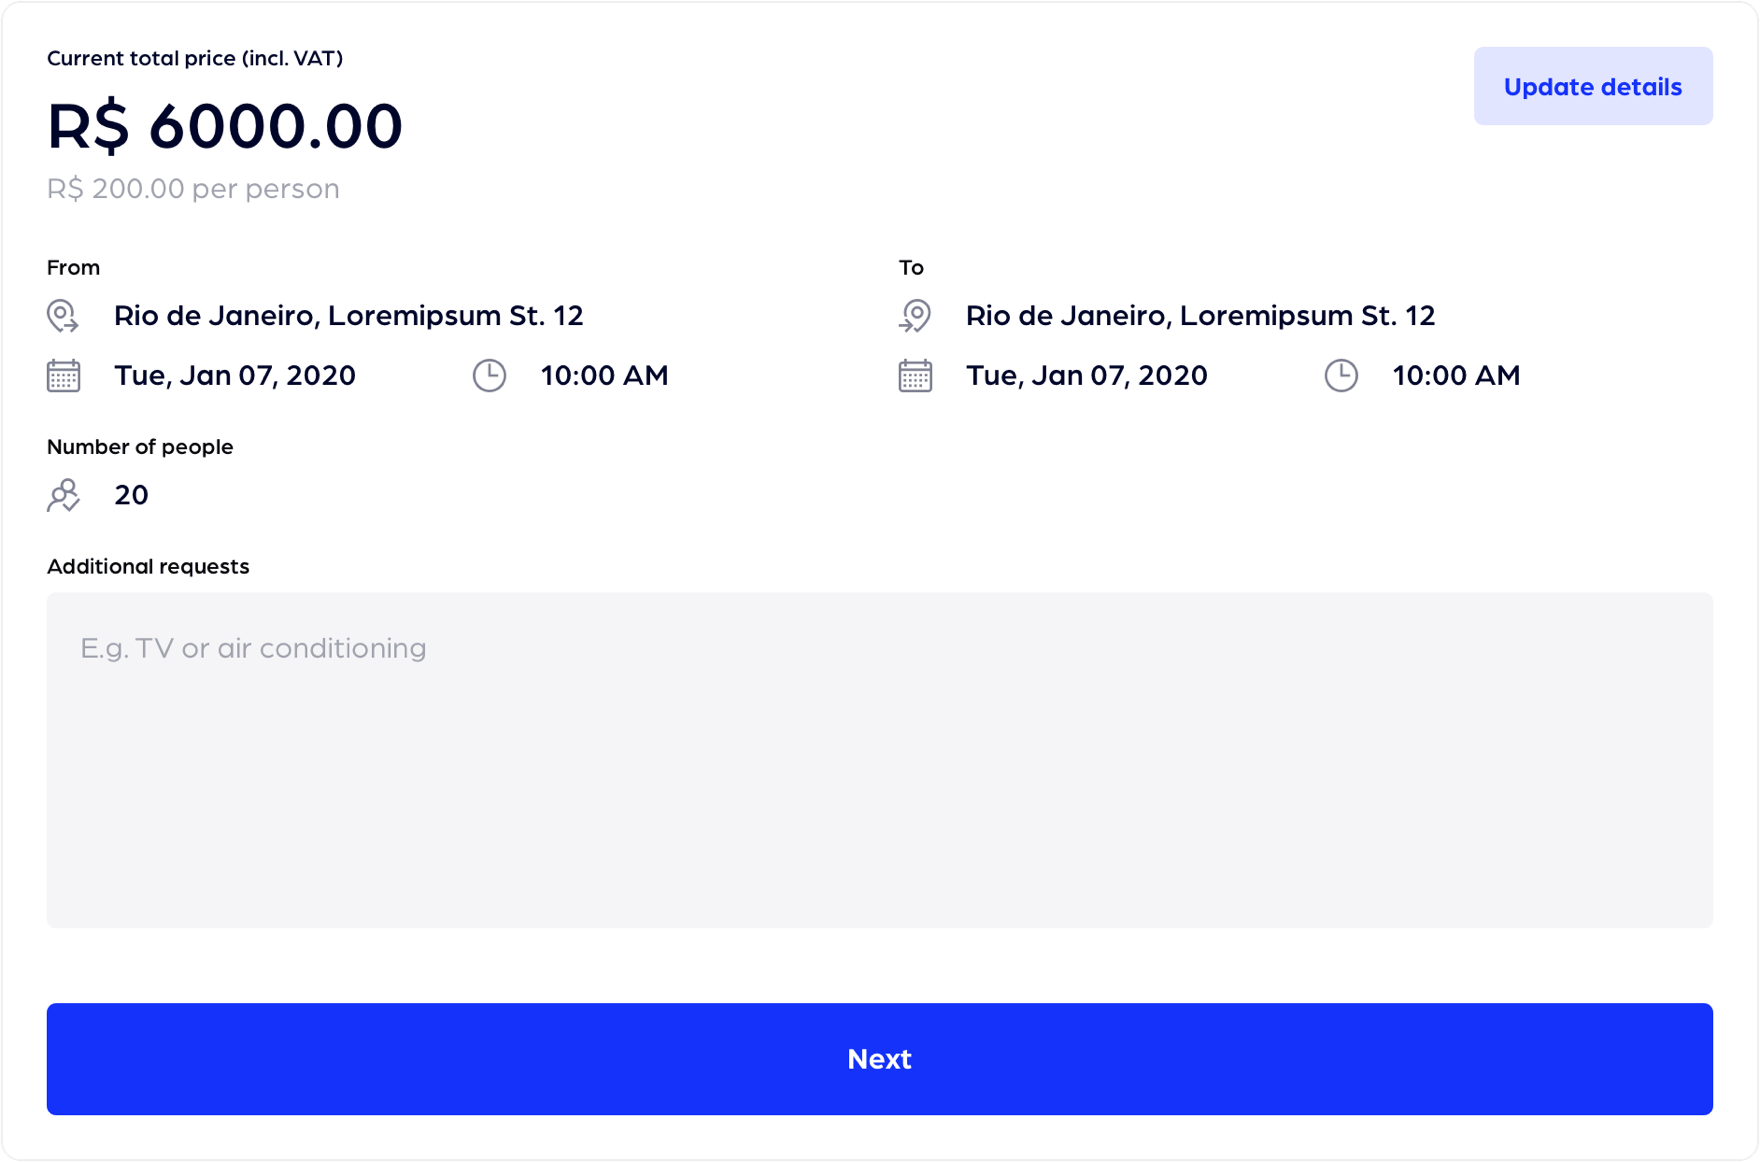 Current total price (incl. VAT)
Update details
R$ 6000.00
R$ 200.00 per person
From
Rio de Janeiro, Loremipsum St. 12
Tue, Jan 07, 2020
10:00 AM
To
Rio de Janeiro, Loremipsum St. 12
Tue, Jan 07, 2020
10:00 AM
Number of people
20
Additional requests
E.g. TV or air conditioning
Next